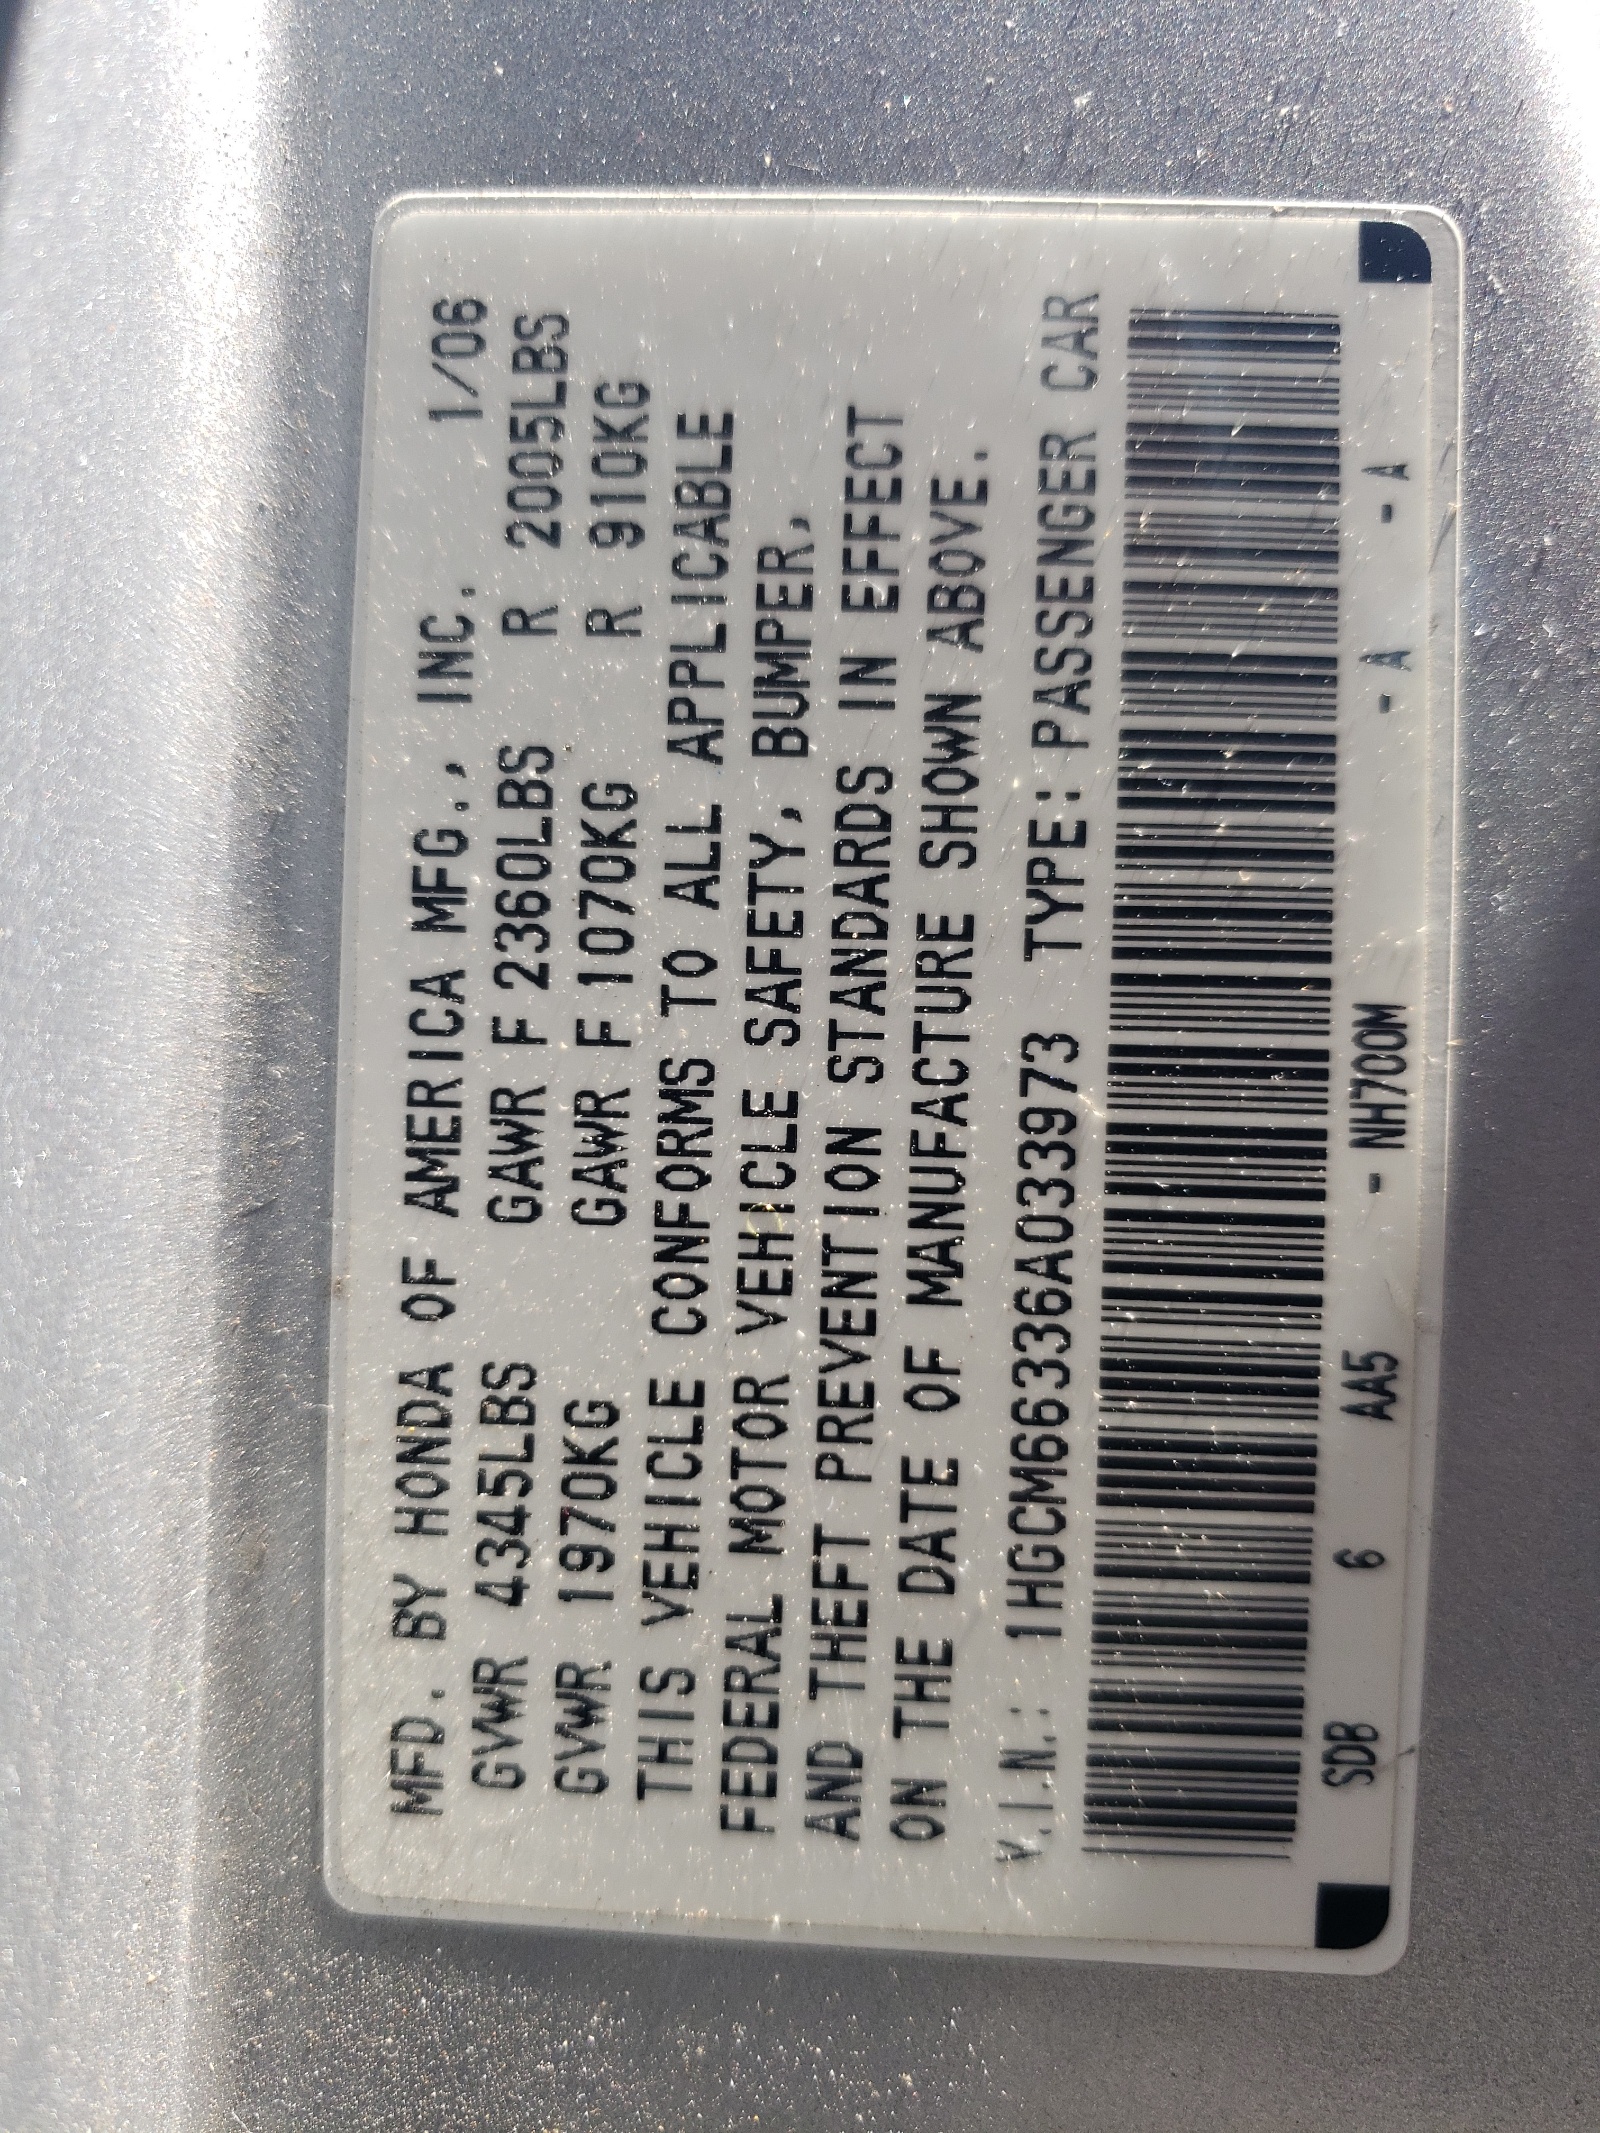 MFD. BY HONDA OF AMERICA MFG., INC. 1/06
GVWR 4345LBS GAWR F 2360LBS R 2005LBS
GVWR 1970KG GAWR F 1070KG R 910KG
THIS VEHICLE CONFORMS TO ALL APPLICABLE
FEDERAL MOTOR VEHICLE SAFETY, BUMPER,
AND THEFT PREVENTION STANDARDS IN EFFECT
ON THE DATE OF MANUFACTURE SHOWN ABOVE.
V.I.N.: 1HGCM66336A033973 TYPE: PASSENGER CAR
SDB 6 AA5 - NH700M - A - A